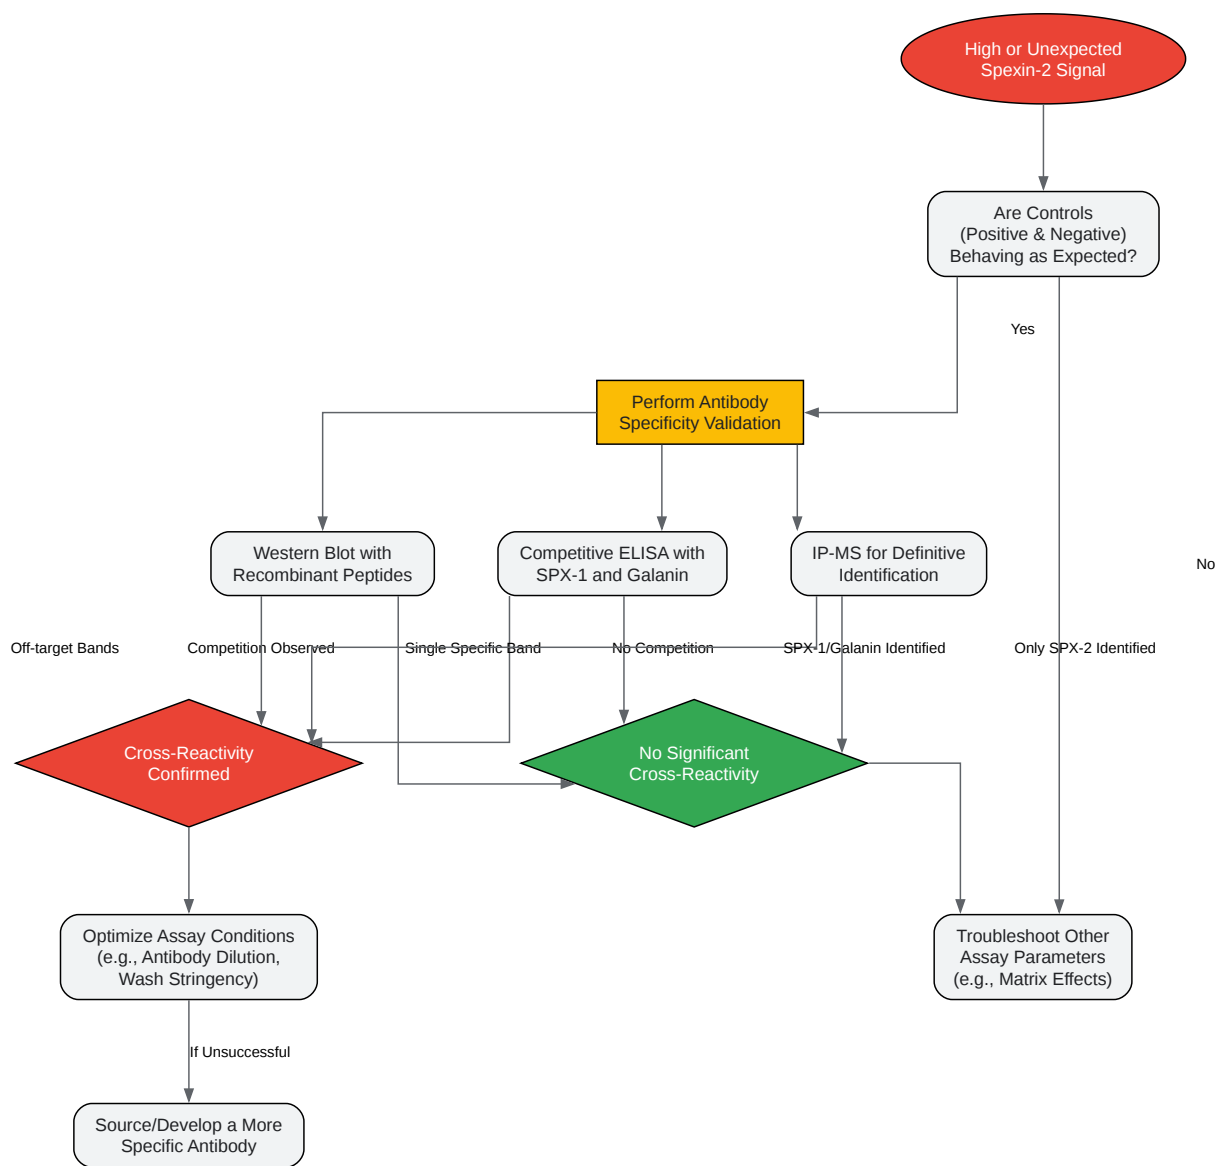 High or Unexpected
Spexin-2 Signal
Are Controls
(Positive & Negative)
Behaving as Expected?
Yes
Perform Antibody
Specificity Validation
Western Blot with
Recombinant Peptides
Competitive ELISA with
SPX-1 and Galanin
IP-MS for Definitive
Identification
No
Off-target Bands
Competition Observed
Single Specific Band
No Competition
SPX-1/Galanin Identified
Only SPX-2 Identified
Cross-Reactivity
Confirmed
No Significant
Cross-Reactivity
Optimize Assay Conditions
(e.g., Antibody Dilution,
Wash Stringency)
Troubleshoot Other
Assay Parameters
(e.g., Matrix Effects)
If Unsuccessful
Source/Develop a More
Specific Antibody